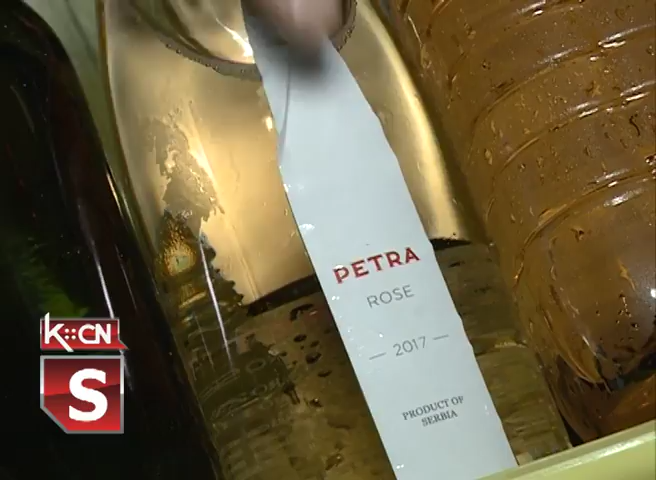 PETRA
ROSE
— 2017 —
PRODUCT OF
SERBIA
K::CN
S